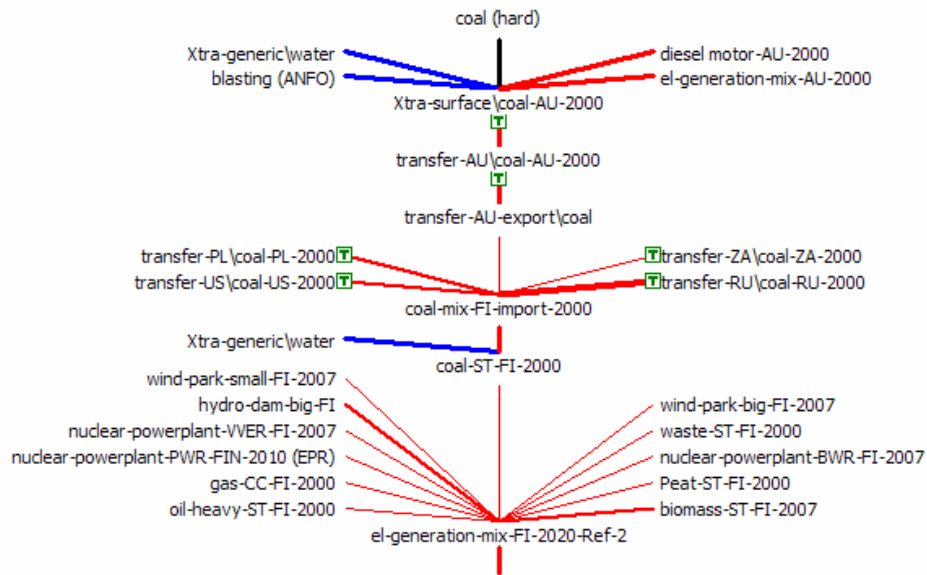 coal (hard)
Xtra-generic\water
diesel motor-AU-2000
blasting (ANFO)
el-generation-mix-AU-2000
Xtra-surface\coal-AU-2000
T
transfer-AU\coal-AU-2000
T
transfer-AU-export\coal
transfer-PL\coal-PL-2000 T
T transfer-ZA\coal-ZA-2000
transfer-US\coal-US-2000 T
T transfer-RU\coal-RU-2000
coal-mix-FI-import-2000
Xtra-generic\water
coal-ST-FI-2000
wind-park-small-FI-2007
hydro-dam-big-FI
wind-park-big-FI-2007
nuclear-powerplant-VVER-FI-2007
waste-ST-FI-2000
nuclear-powerplant-PWR-FIN-2010 (EPR)
nuclear-powerplant-BWR-FI-2007
gas-CC-FI-2000
Peat-ST-FI-2000
oil-heavy-ST-FI-2000
biomass-ST-FI-2007
el-generation-mix-FI-2020-Ref-2